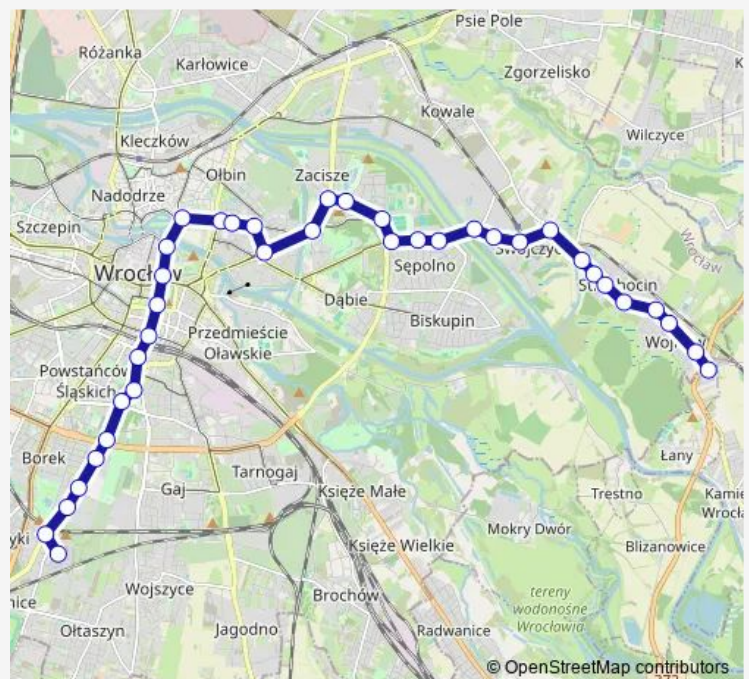 Psie Pole
Różanka
Karłowice
Zgorzelisko
Kowale
Wilczyce
Kleczków
Ołbin
Zacisze
Nadodrze
Szczepin
Wrocław
Wrocław
Sępolno
Dąbie
Biskupin
Przedmieście
Oławskie
Powstańców
Śląskich
Borek
Łany
Tarnogaj
Gaj
Księże Małe
Trestno
Mokry Dwór
Księże Wielkie
Blizanowice
Wojszyce
Brochów
tereny
wodonośne
Wrocławia
Ołtaszyn
Jagodno
Radwanice
© OpenStreetMap contributors